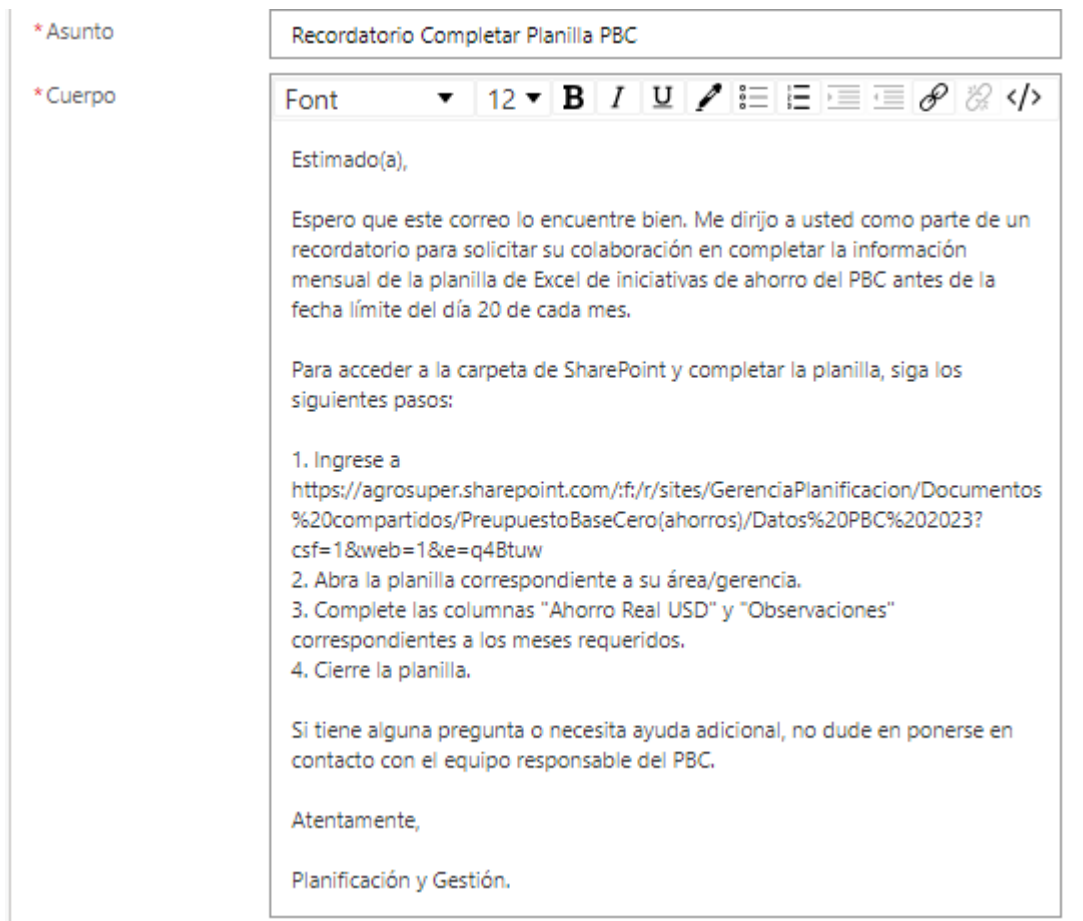 *Asunto
Recordatorio Completar Planilla PBC
*Cuerpo
Font 12 B I U </>
Estimado(a),
Espero que este correo lo encuentre bien. Me dirijo a usted como parte de un
recordatorio para solicitar su colaboración en completar la información
mensual de la planilla de Excel de iniciativas de ahorro del PBC antes de la
fecha límite del día 20 de cada mes.
Para acceder a la carpeta de SharePoint y completar la planilla, siga los
siguientes pasos:
1. Ingrese a
https://agrosuper.sharepoint.com/:f:/r/sites/GerenciaPlanificacion/Documentos
%20compartidos/PreupuestoBaseCero(ahorros)/Datos%20PBC%202023?
csf=1&web=1&e=q4Btuw
2. Abra la planilla correspondiente a su área/gerencia.
3. Complete las columnas "Ahorro Real USD" y "Observaciones"
correspondientes a los meses requeridos.
4. Cierre la planilla.
Si tiene alguna pregunta o necesita ayuda adicional, no dude en ponerse en
contacto con el equipo responsable del PBC.
Atentamente,
Planificación y Gestión.